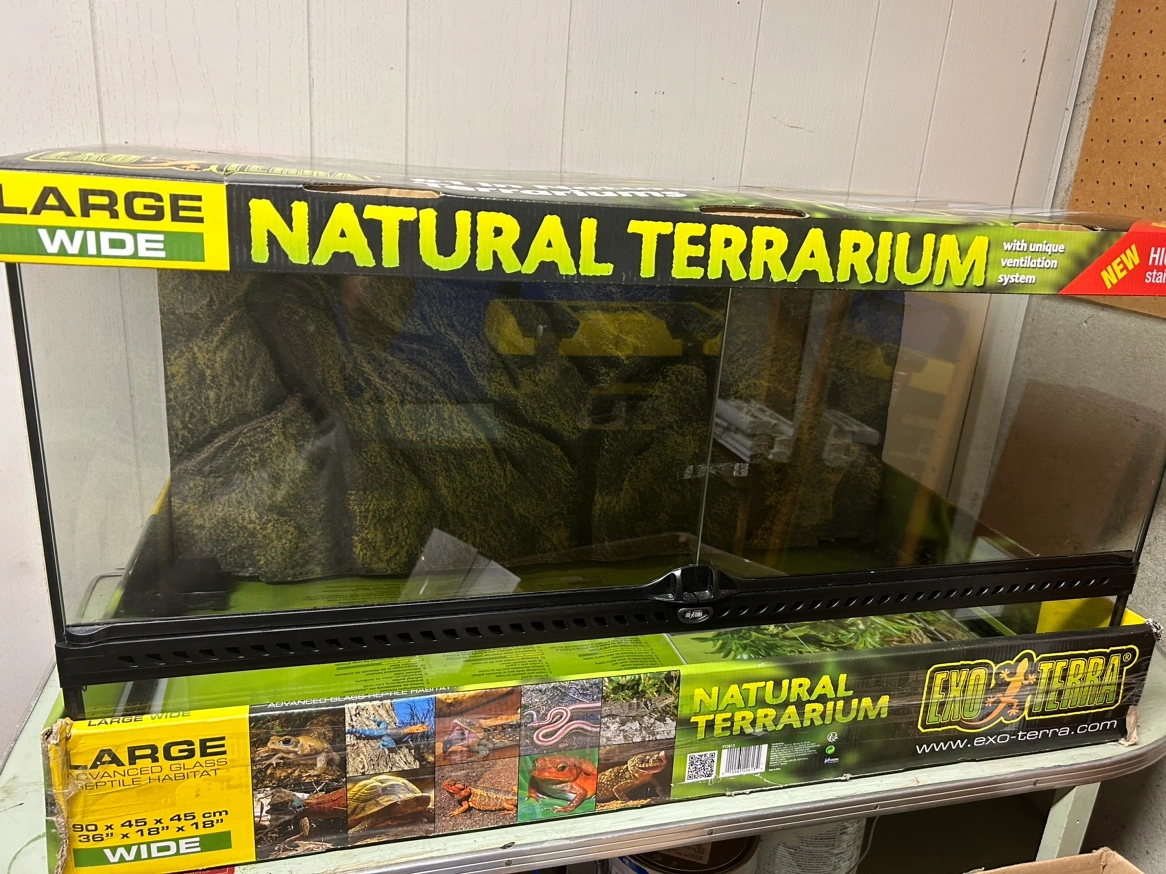 LARGE
WIDE
NATURAL TERRARIUM
with unique
ventilation
system
NEW
ADVANCED GLASS REPTILE HABITAT
LARGE WIDE
LARGE
ADVANCED GLASS
REPTILE HABITAT
90 x 45 x 45 cm
36" x 18" x 18"
WIDE
NATURAL
TERRARIUM
EXO TERRA®
www.exo-terra.com